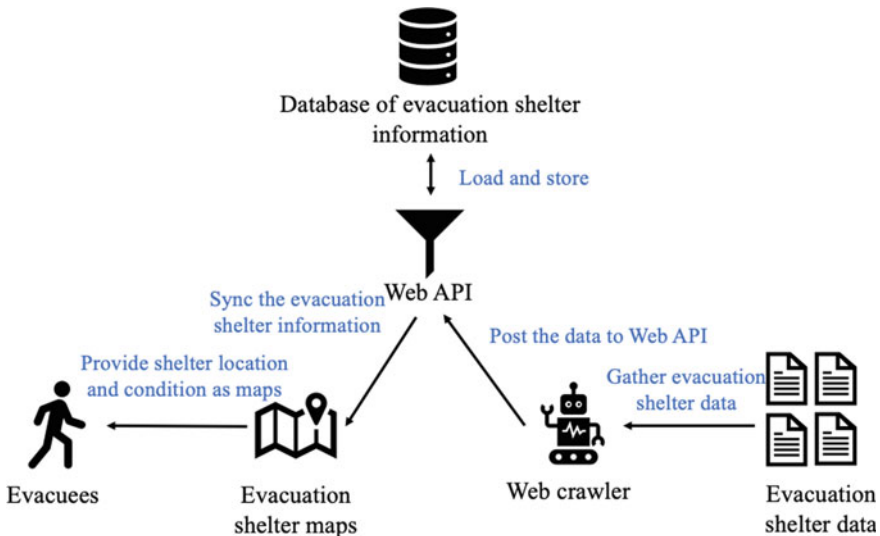 Database of evacuation shelter
information
Load and store
Web API
Sync the evacuation
shelter information
Post the data to Web API
Provide shelter location
and condition as maps
Gather evacuation
shelter data
Evacuees
Evacuation
shelter maps
Web crawler
Evacuation
shelter data